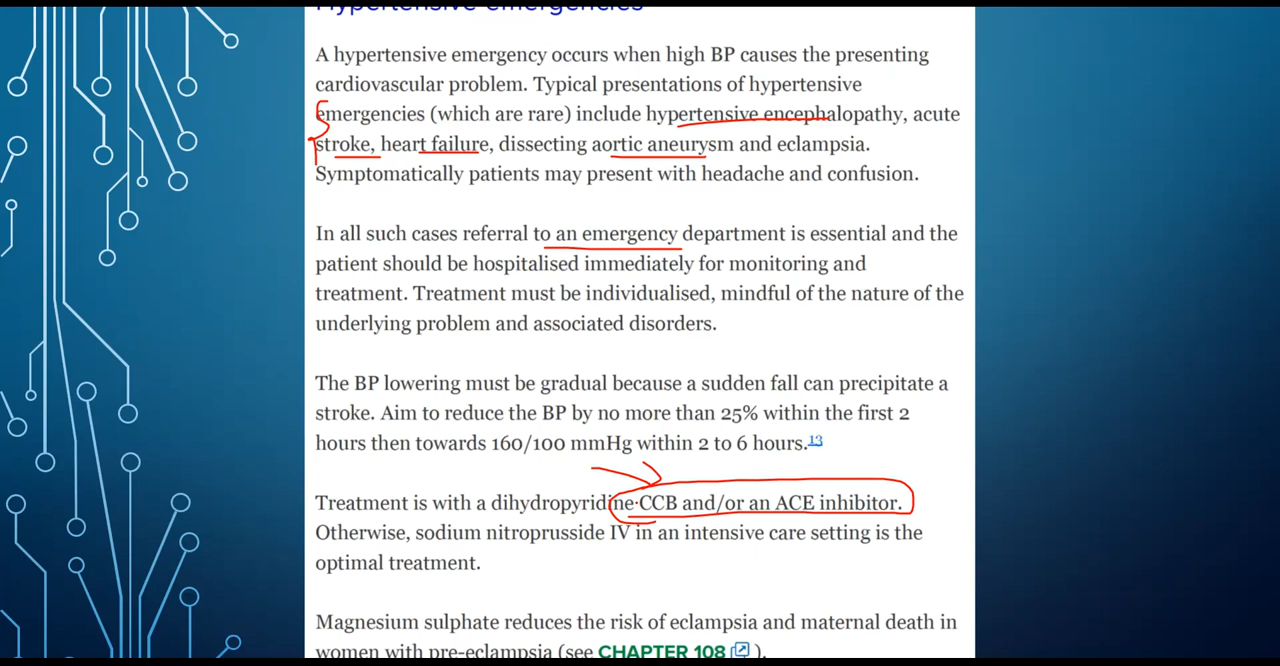 Hypertensive emergencies
A hypertensive emergency occurs when high BP causes the presenting
cardiovascular problem. Typical presentations of hypertensive
emergencies (which are rare) include hypertensive encephalopathy, acute
stroke, heart failure, dissecting aortic aneurysm and eclampsia.
Symptomatically patients may present with headache and confusion.
In all such cases referral to an emergency department is essential and the
patient should be hospitalised immediately for monitoring and
treatment. Treatment must be individualised, mindful of the nature of the
underlying problem and associated disorders.
The BP lowering must be gradual because a sudden fall can precipitate a
stroke. Aim to reduce the BP by no more than 25% within the first 2
hours then towards 160/100 mmHg within 2 to 6 hours.13
Treatment is with a dihydropyridine·CCB and/or an ACE inhibitor.
Otherwise, sodium nitroprusside IV in an intensive care setting is the
optimal treatment.
Magnesium sulphate reduces the risk of eclampsia and maternal death in
women with pre-eclampsia (see CHAPTER 108 ).